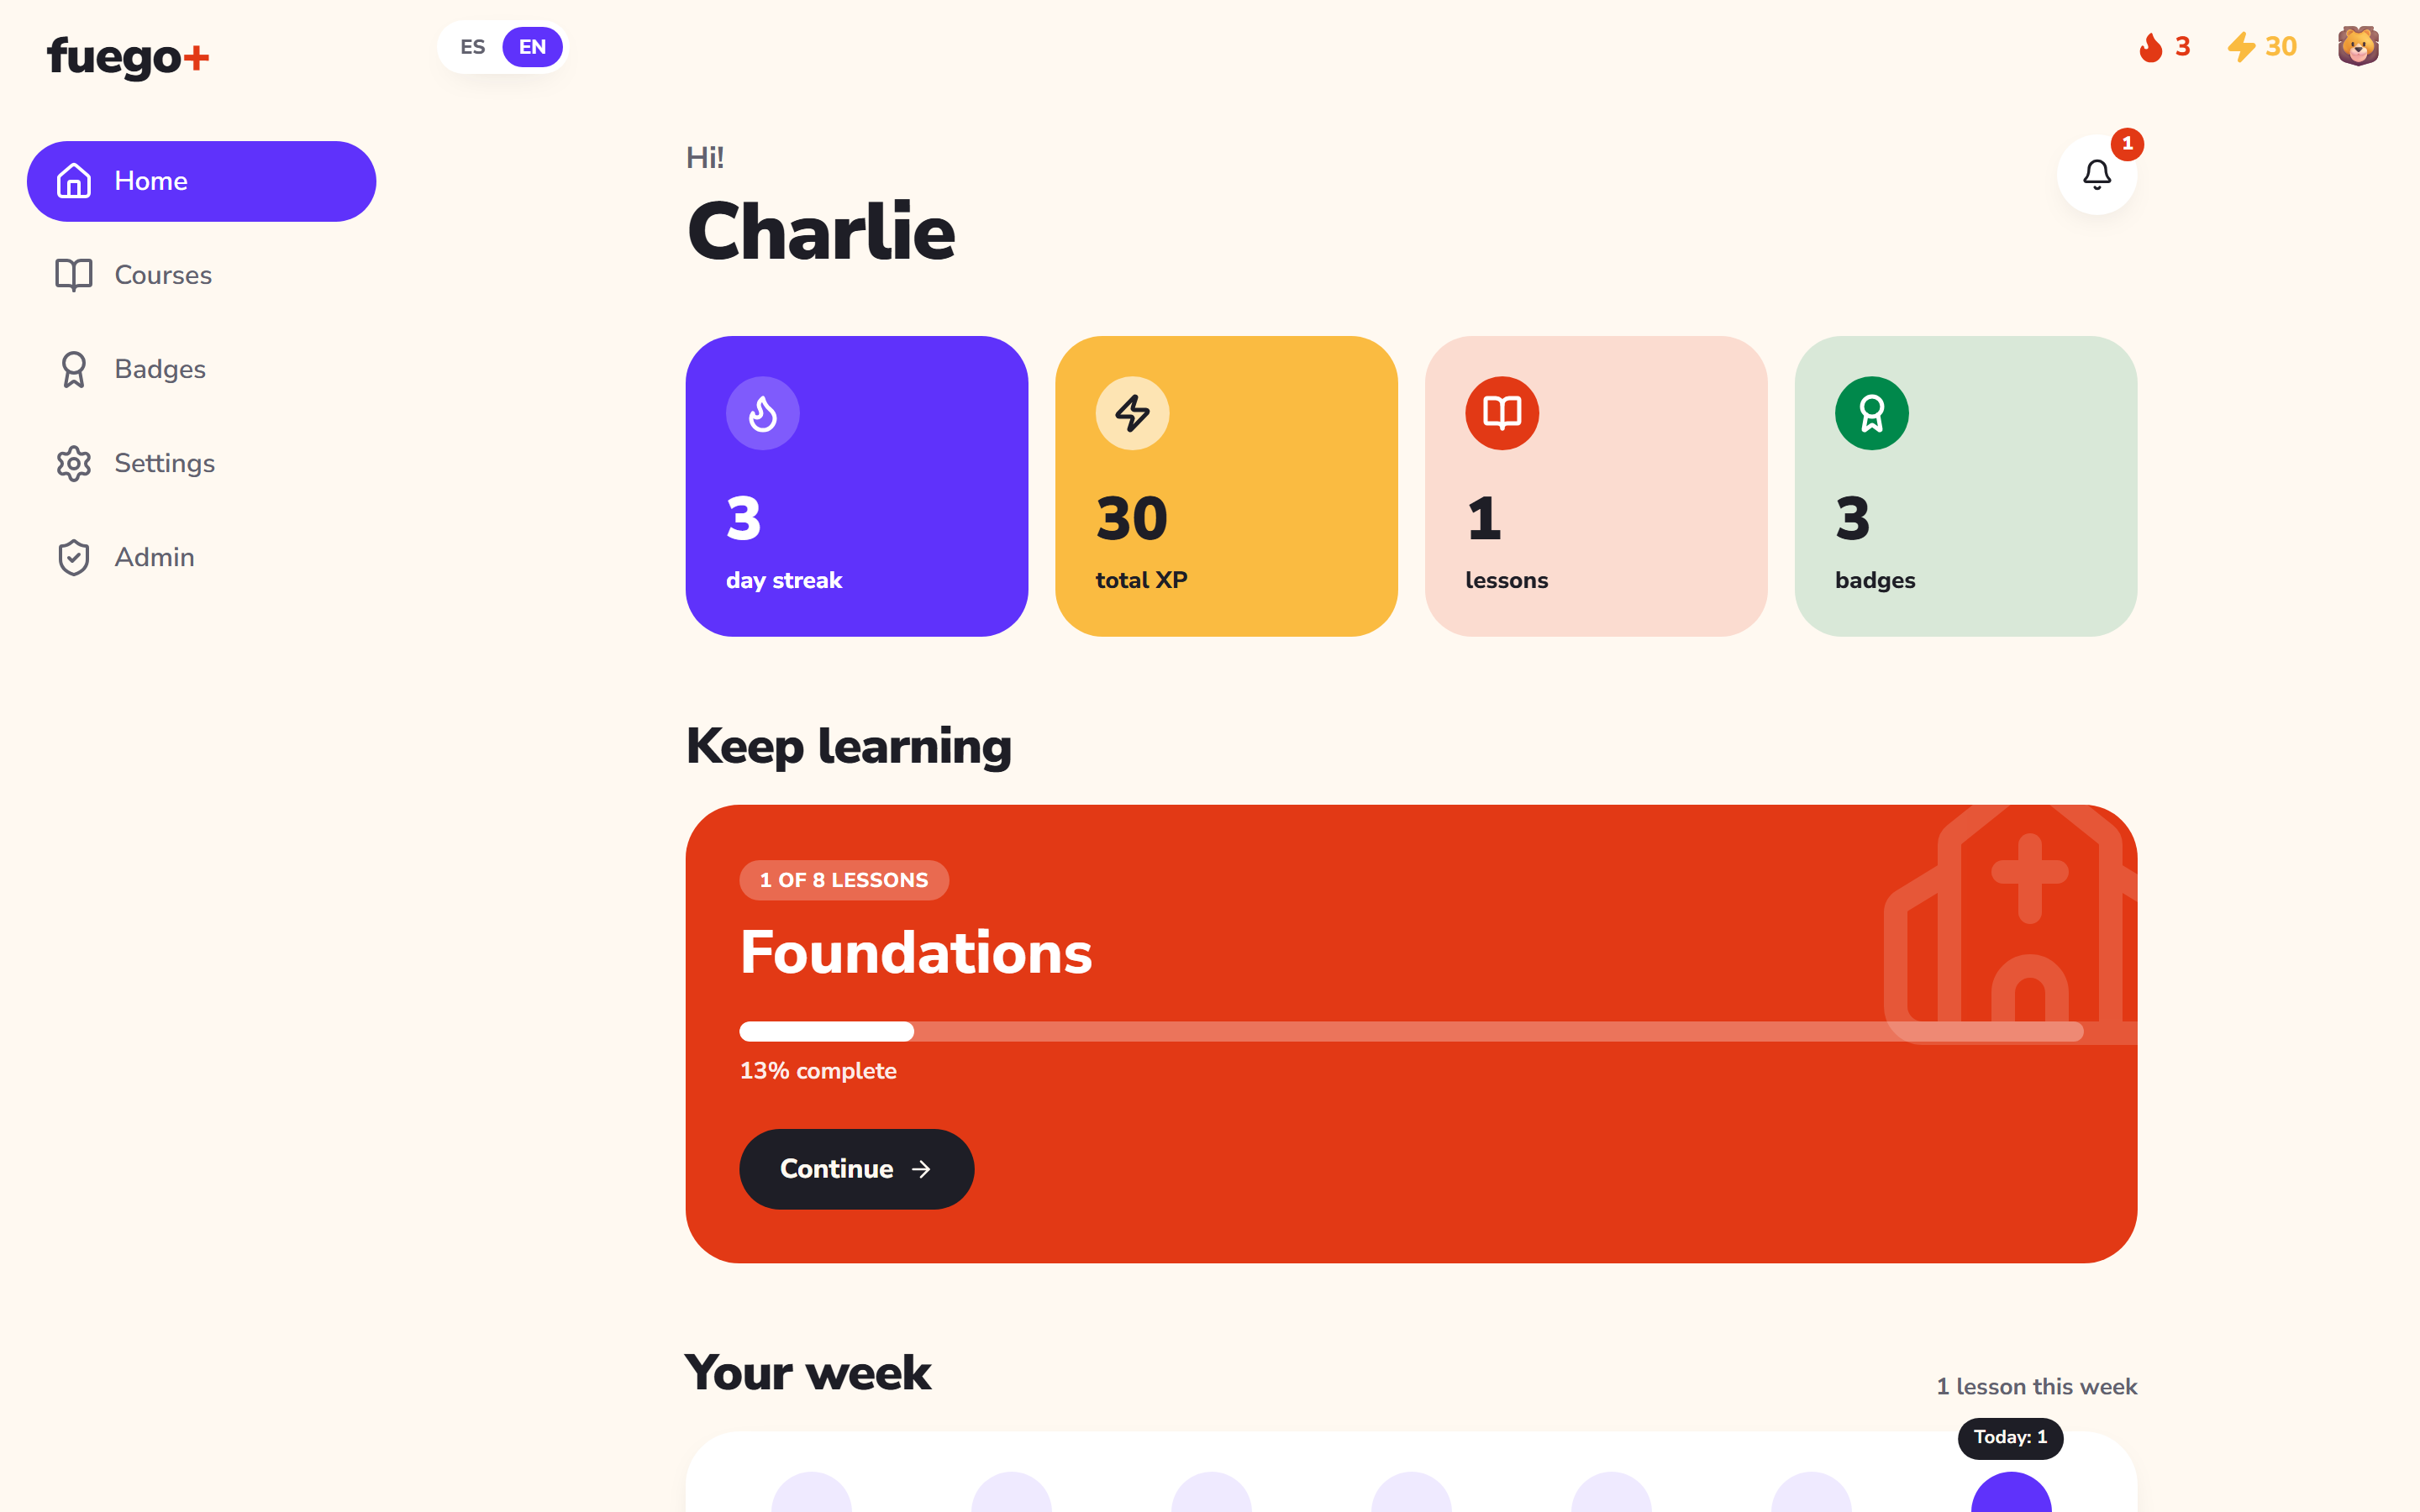 fuego+
ES EN
3 30
Home
Courses
Badges
Settings
Admin
Hi!
Charlie
1
3
day streak
30
total XP
1
lessons
3
badges
Keep learning
1 OF 8 LESSONS
Foundations
13% complete
Continue
Your week
1 lesson this week
Today: 1